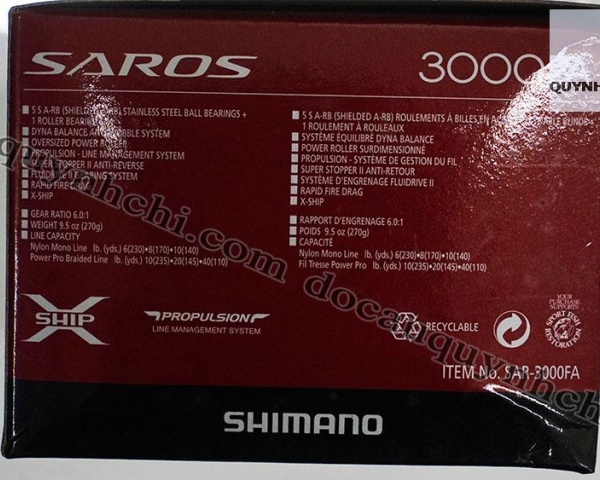 SAROS
3000
QUYNH
5 S A-RB (SHIELDED A-RB) STAINLESS STEEL BALL BEARINGS +
1 ROLLER BEARING
DYNA BALANCE ANTI-WOBBLE SYSTEM
OVERSIZED POWER ROLLER
PROPULSION - LINE MANAGEMENT SYSTEM
SUPER STOPPER II ANTI-REVERSE
FLUIDRIVE II GEARING SYSTEM
RAPID FIRE DRAG
X-SHIP
GEAR RATIO 6.0:1
WEIGHT 9.5 oz (270g)
LINE CAPACITY
Nylon Mono Line lb. (yds.) 6(230)•8(170)•10(140)
Power Pro Braided Line lb. (yds.) 10(235)•20(145)•40(110)
5 S A-RB (SHIELDED A-RB) ROULEMENTS À BILLES EN A
1 ROULEMENT À ROULEAUX
SYSTÈME ÉQUILIBRÉ DYNA BALANCE
POWER ROLLER SURDIMENSIONNÉ
PROPULSION - SYSTÈME DE GESTION DU FIL
SUPER STOPPER II ANTI-RETOUR
SYSTÈME D'ENGRENAGE FLUIDRIVE II
RAPID FIRE DRAG
X-SHIP
RAPPORT D'ENGRENAGE 6.0:1
POIDS 9.5 oz (270g)
CAPACITÉ
Nylon Mono Line lb. (yds.) 6(230)•8(170)•10(140)
Fil Tresse Power Pro lb. (yds.) 10(235)•20(145)•40(110)
X SHIP
PROPULSION
LINE MANAGEMENT SYSTEM
RECYCLABLE
YOUR
PURCHASE
SUPPORTS
SPORT FISH
RESTORATION
ITEM No. SAR-3000FA
SHIMANO
quynhchi.com docauquynhchi.com